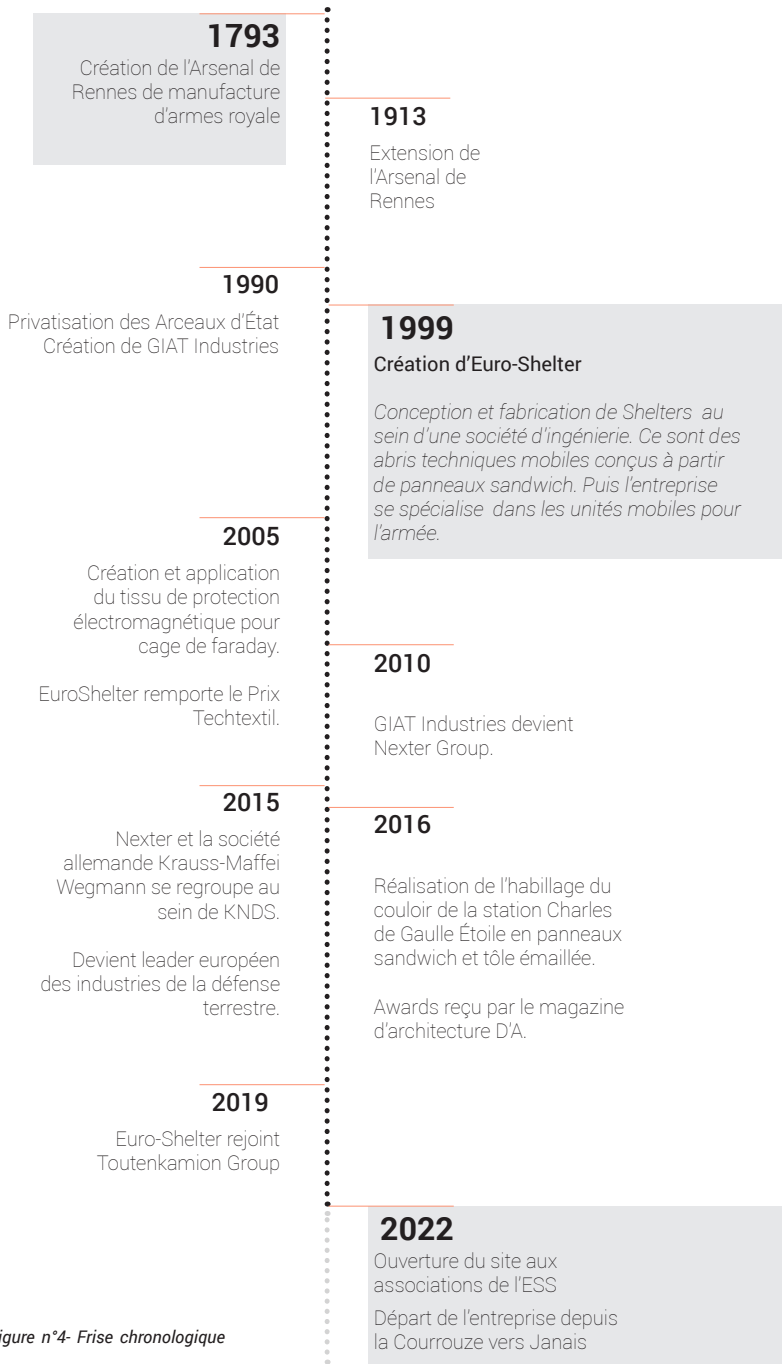 1793
Création de l'Arsenal de
Rennes de manufacture
d'armes royale
1913
Extension de
l'Arsenal de
Rennes
1990
Privatisation des Arceaux d'État
Création de GIAT Industries
1999
Création d'Euro-Shelter
Conception et fabrication de Shelters au
sein d'une société d'ingénierie. Ce sont des
abris techniques mobiles conçus à partir
de panneaux sandwich. Puis l'entreprise
se spécialise dans les unités mobiles pour
l'armée.
2005
Création et application
du tissu de protection
électromagnétique pour
cage de faraday.
EuroShelter remporte le Prix
Techtextil.
2010
GIAT Industries devient
Nexter Group.
2015
Nexter et la société
allemande Krauss-Maffei
Wegmann se regroupe au
sein de KNDS.
Devient leader européen
des industries de la défense
terrestre.
2016
Réalisation de l'habillage du
couloir de la station Charles
de Gaulle Étoile en panneaux
sandwich et tôle émaillée.
Awards reçu par le magazine
d'architecture D'A.
2019
Euro-Shelter rejoint
Toutenkamion Group
2022
Ouverture du site aux
associations de l'ESS
Départ de l'entreprise depuis
la Courrouze vers Janais
igure n°4- Frise chronologique